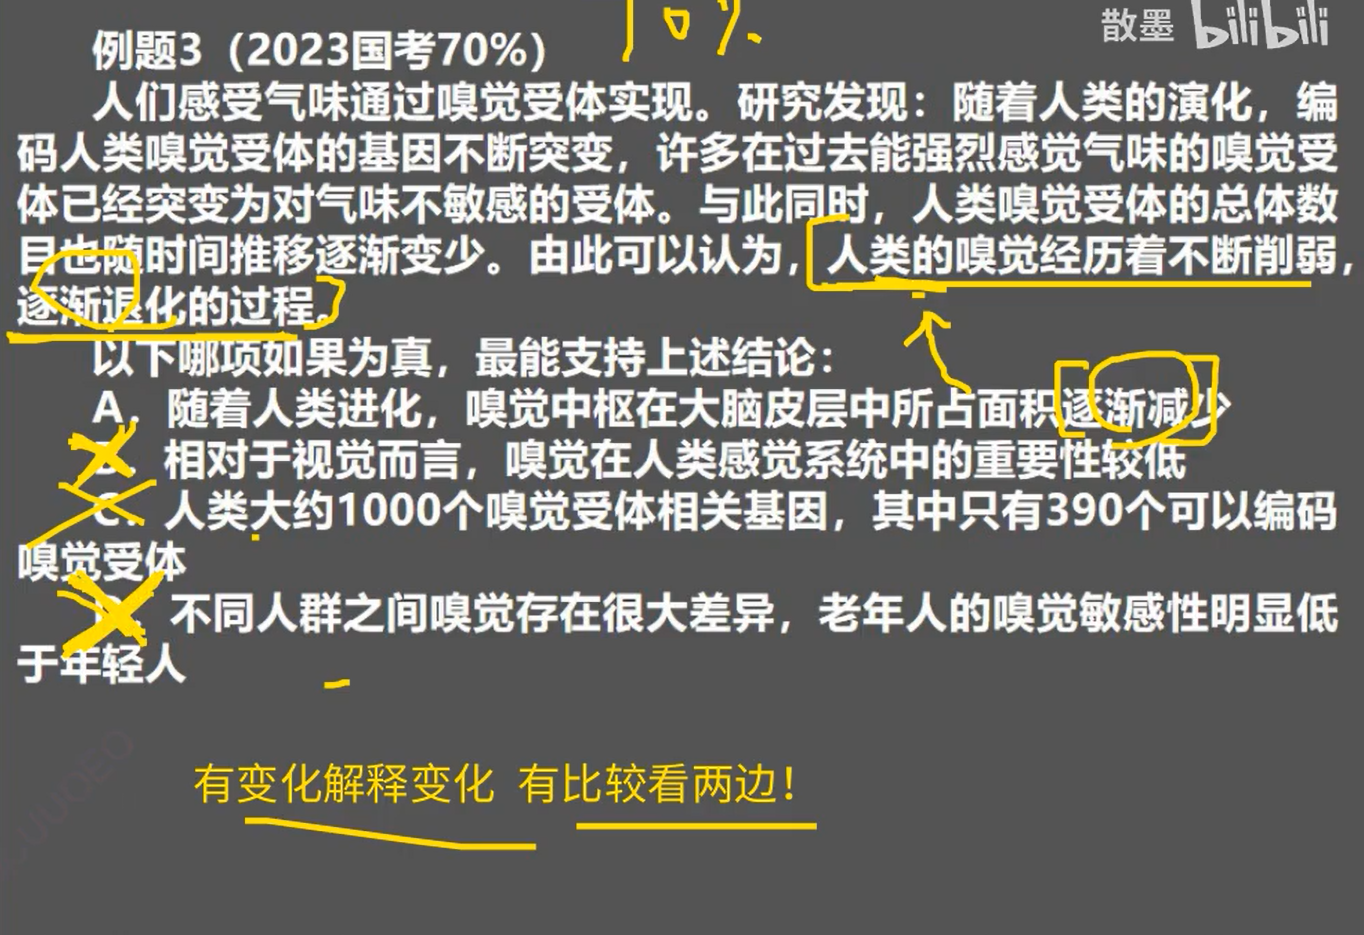 10%.
散墨 bilibili
例题3（2023国考70%）
人们感受气味通过嗅觉受体实现。研究发现：随着人类的演化，编
码人类嗅觉受体的基因不断突变，许多在过去能强烈感觉气味的嗅觉受
体已经突变为对气味不敏感的受体。与此同时，人类嗅觉受体的总体数
目也随时间推移逐渐变少。由此可以认为，人类的嗅觉经历着不断削弱，
逐渐退化的过程。
以下哪项如果为真，最能支持上述结论：
A．随着人类进化，嗅觉中枢在大脑皮层中所占面积逐渐减少
B．相对于视觉而言，嗅觉在人类感觉系统中的重要性较低
C．人类大约1000个嗅觉受体相关基因，其中只有390个可以编码
嗅觉受体
D．不同人群之间嗅觉存在很大差异，老年人的嗅觉敏感性明显低
于年轻人
有变化解释变化 有比较看两边！